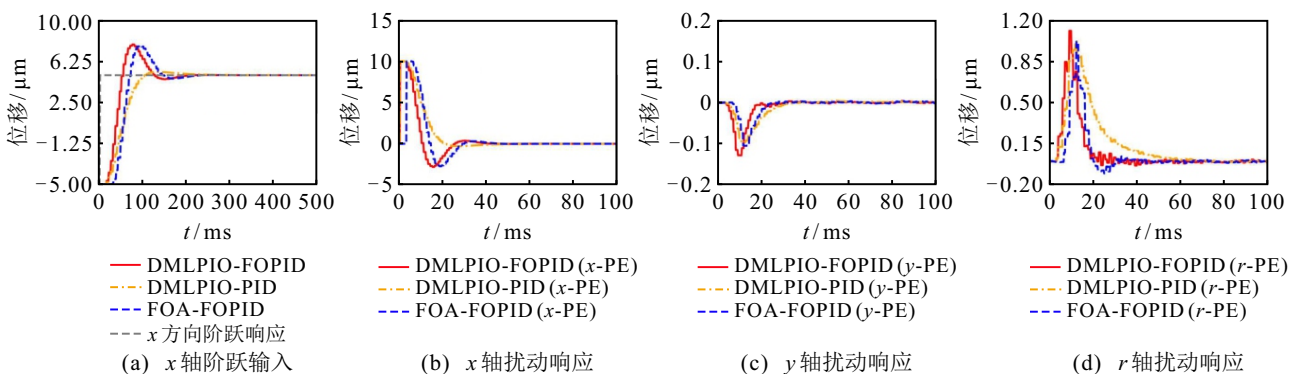 位移/μm
10.00
6.25
2.50
−1.25
−5.00
0 100 200 300 400 500
t/ms
DMLPIO-FOPID
DMLPIO-PID
FOA-FOPID
x方向阶跃响应
(a) x轴阶跃输入
位移/μm
15
10
5
0
−5
0 20 40 60 80 100
t/ms
DMLPIO-FOPID(x-PE)
DMLPIO-PID(x-PE)
FOA-FOPID(x-PE)
(b) x轴扰动响应
位移/μm
0.2
0.1
0
−0.1
−0.2
0 20 40 60 80 100
t/ms
DMLPIO-FOPID(y-PE)
DMLPIO-PID(y-PE)
FOA-FOPID(y-PE)
(c) y轴扰动响应
位移/μm
1.20
0.85
0.50
0.15
−0.20
0 20 40 60 80 100
t/ms
DMLPIO-FOPID(r-PE)
DMLPIO-PID(r-PE)
FOA-FOPID(r-PE)
(d) r轴扰动响应